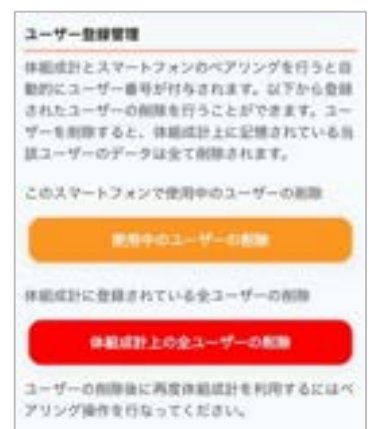 ユーザー登録管理
体組成計とスマートフォンのペアリングを行うと自
動的にユーザー番号が付与されます。以下から登録
されたユーザーの削除を行うことができます。ユー
ザーを削除すると、体組成計上に記憶されている当
該ユーザーのデータは全て削除されます。
このスマートフォンで使用中のユーザーの削除
使用中のユーザーの削除
体組成計に登録されている全ユーザーの削除
体組成計上の全ユーザーの削除
ユーザーの削除後に再度体組成計を利用するにはペ
アリング操作を行なってください。